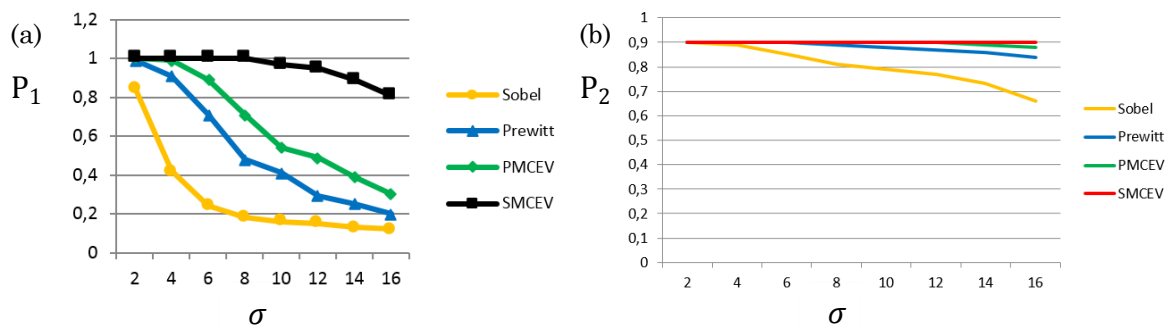 (a)
P1
1,2
1
0,8
0,6
0,4
0,2
0
2 4 6 8 10 12 14 16
σ
Sobel
Prewitt
PMCEV
SMCEV
(b)
P2
1
0,9
0,8
0,7
0,6
0,5
0,4
0,3
0,2
0,1
0
2 4 6 8 10 12 14 16
σ
Sobel
Prewitt
PMCEV
SMCEV